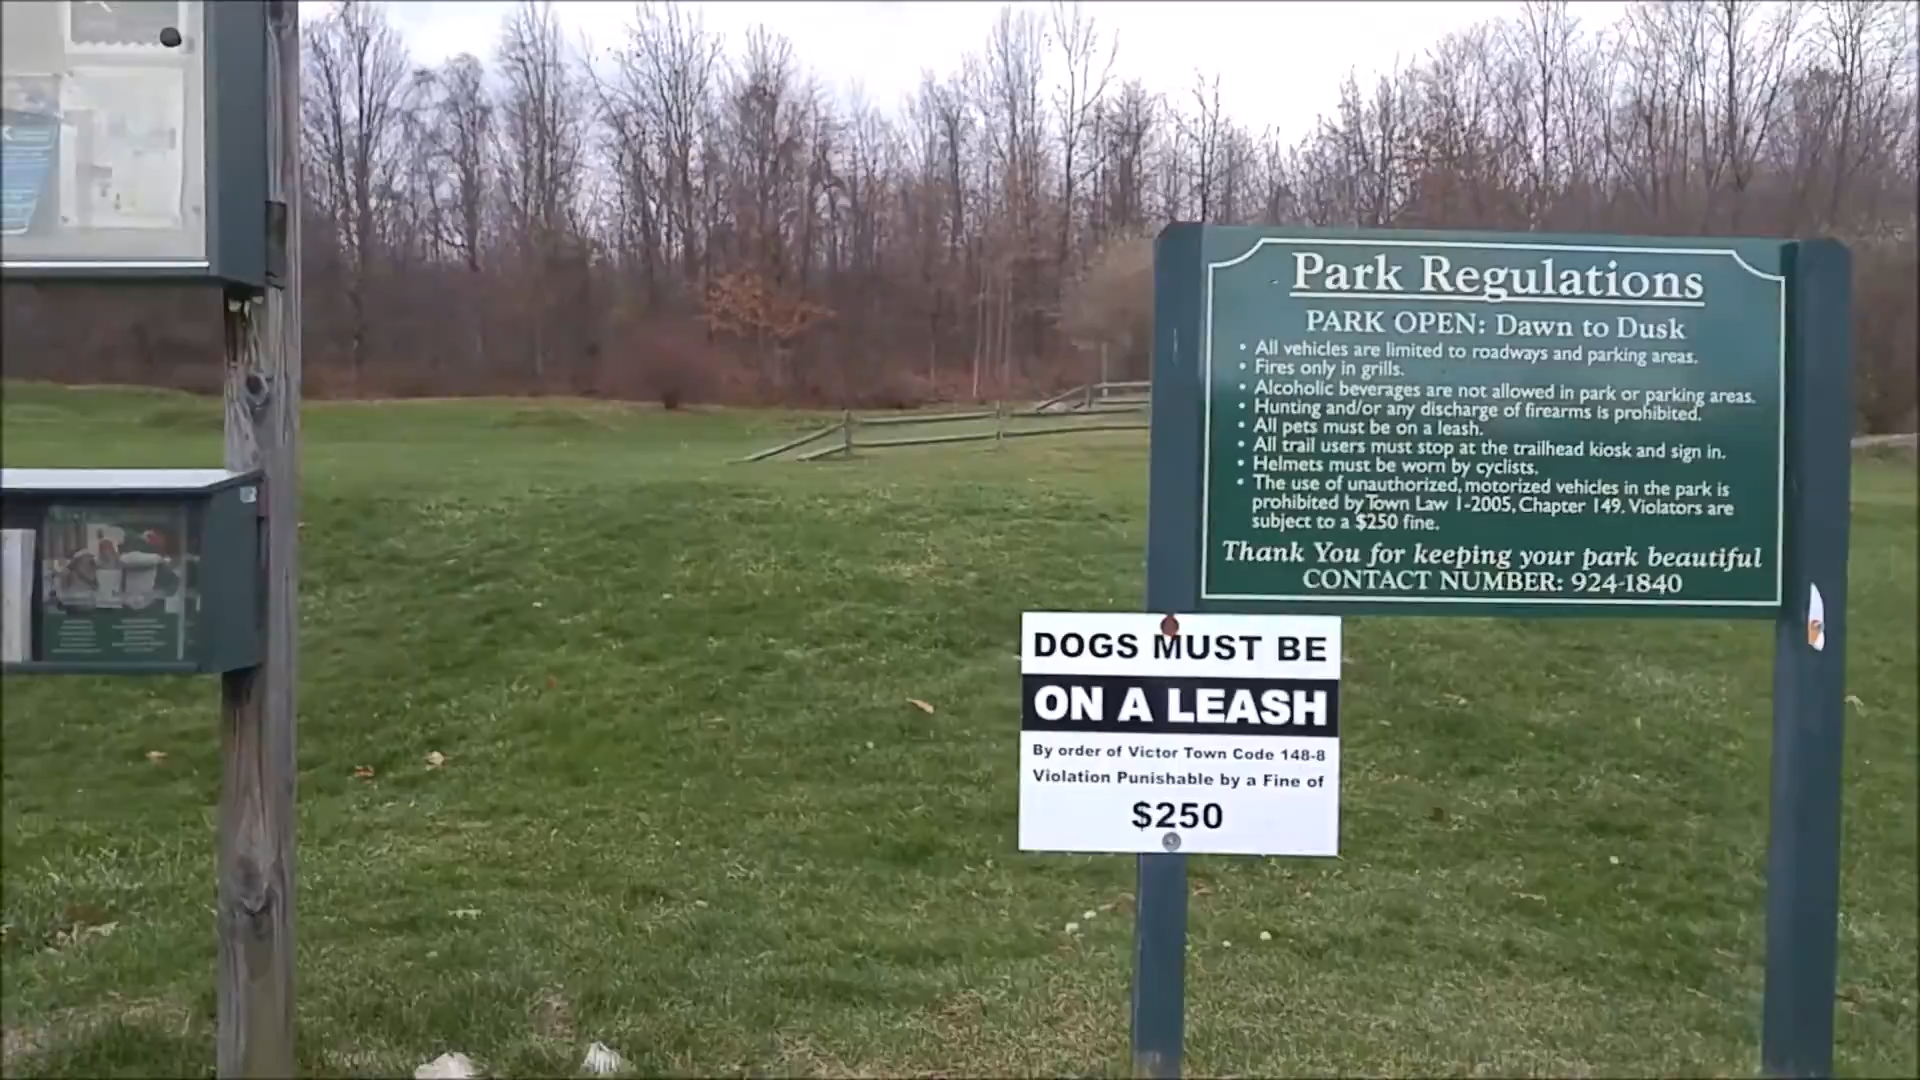 Park Regulations
PARK OPEN: Dawn to Dusk
• All vehicles are limited to roadways and parking areas.
• Fires only in grills.
• Alcoholic beverages are not allowed in park or parking areas.
• Hunting and/or any discharge of firearms is prohibited.
• All pets must be on a leash.
• All trail users must stop at the trailhead kiosk and sign in.
• Helmets must be worn by cyclists.
• The use of unauthorized, motorized vehicles in the park is
prohibited by Town Law 1-2005, Chapter 149. Violators are
subject to a $250 fine.
Thank You for keeping your park beautiful
CONTACT NUMBER: 924-1840
DOGS MUST BE
ON A LEASH
By order of Victor Town Code 148-8
Violation Punishable by a Fine of
$250